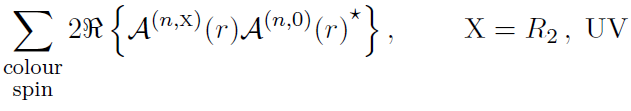 ∑ 2ℜ { 𝒜^(n,X)(r) 𝒜^(n,0)(r)^⋆ } ,   X = R₂ , UV
colour
spin